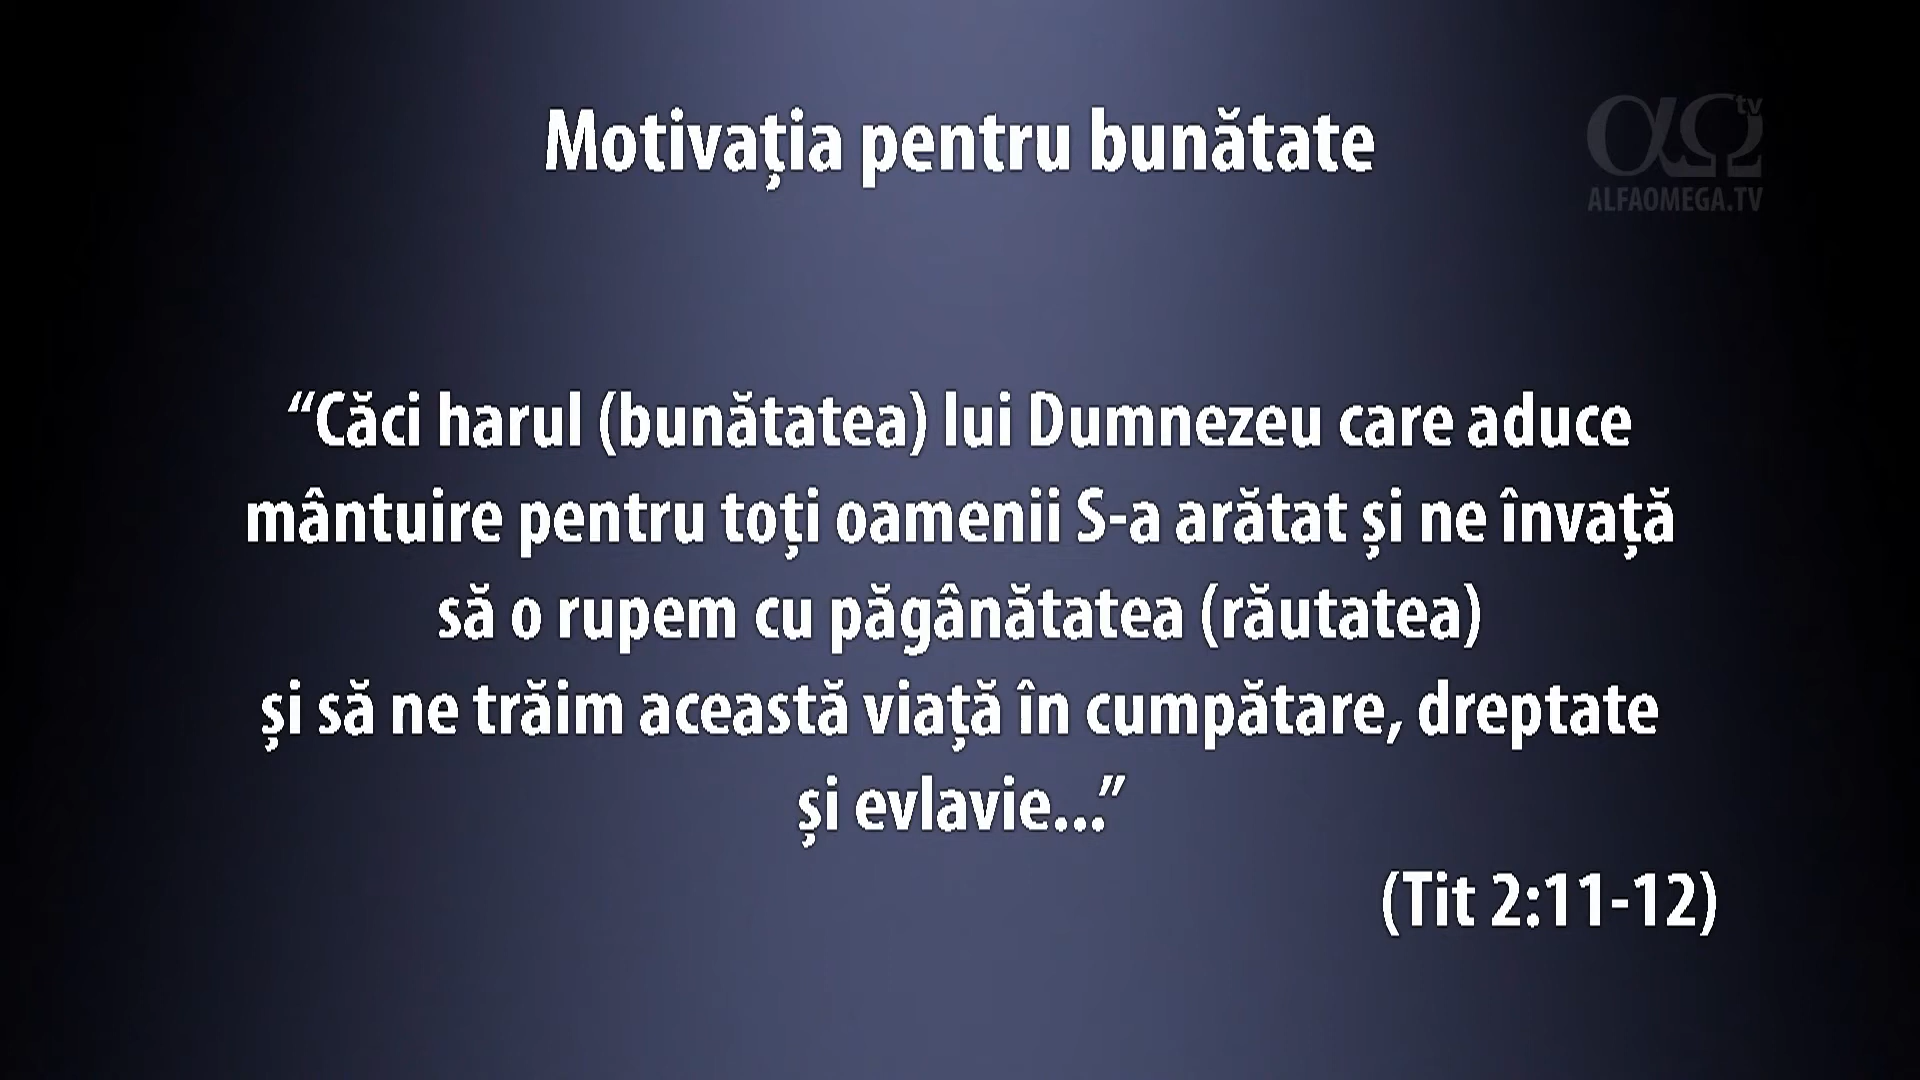 Motivația pentru bunătate
αΩ tv
ALFAOMEGA.TV
“Căci harul (bunătatea) lui Dumnezeu care aduce
mântuire pentru toți oamenii S-a arătat și ne învață
să o rupem cu păgânătatea (răutatea)
și să ne trăim această viață în cumpătare, dreptate
și evlavie...”
(Tit 2:11-12)